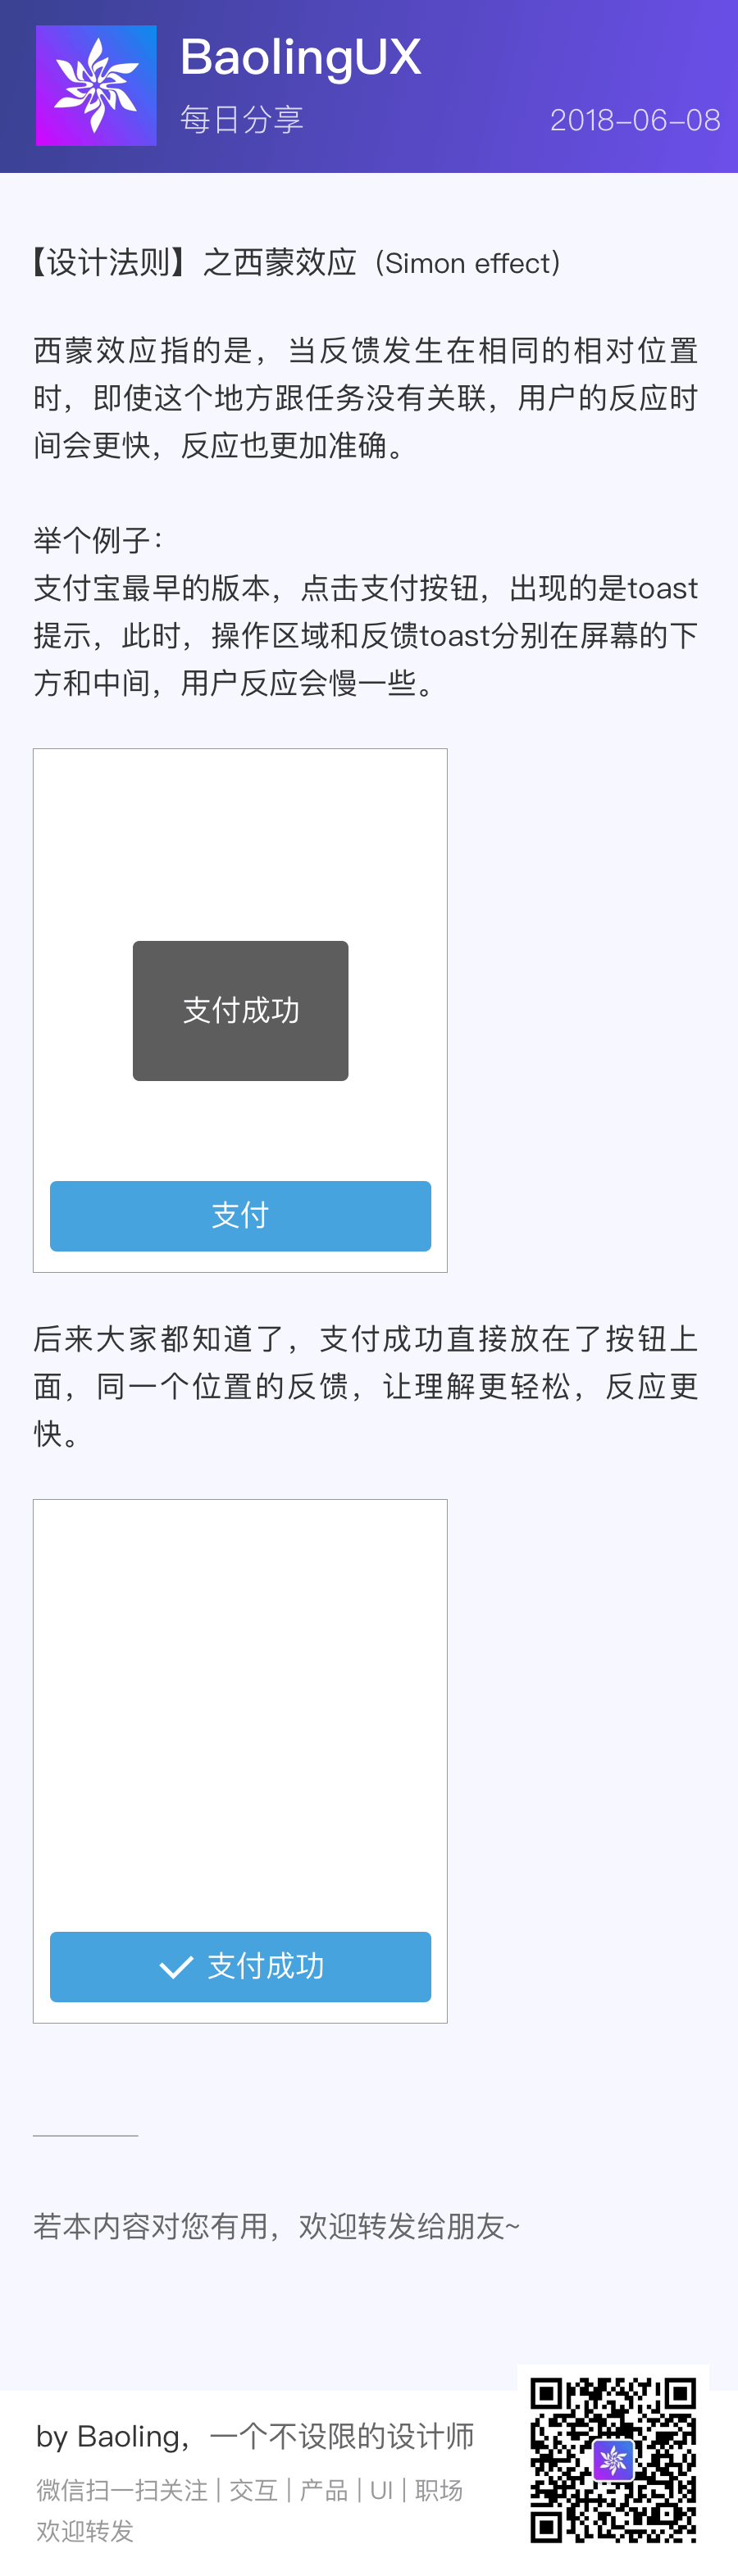 BaolingUX
每日分享
2018-06-08
【设计法则】之西蒙效应（Simon effect）
西蒙效应指的是，当反馈发生在相同的相对位置
时，即使这个地方跟任务没有关联，用户的反应时
间会更快，反应也更加准确。
举个例子：
支付宝最早的版本，点击支付按钮，出现的是toast
提示，此时，操作区域和反馈toast分别在屏幕的下
方和中间，用户反应会慢一些。
支付成功
支付
后来大家都知道了，支付成功直接放在了按钮上
面，同一个位置的反馈，让理解更轻松，反应更
快。
支付成功
若本内容对您有用，欢迎转发给朋友~
by Baoling，一个不设限的设计师
微信扫一扫关注 | 交互 | 产品 | UI | 职场
欢迎转发